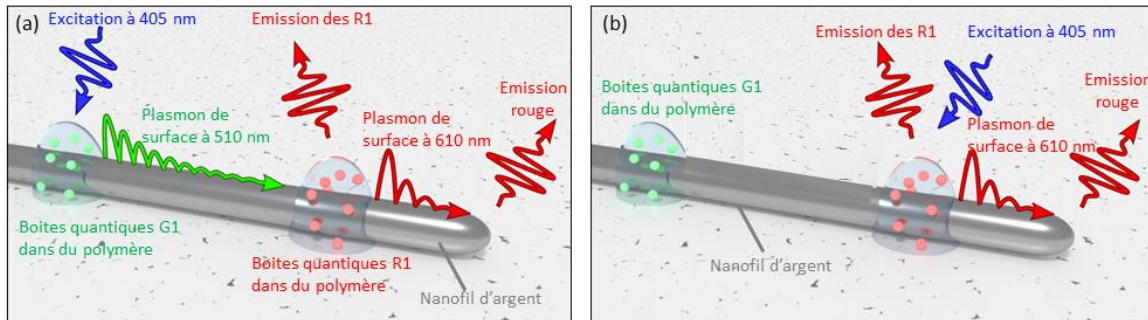 (a)
Excitation à 405 nm
Emission des R1
Emission
rouge
Plasmon de
surface à 510 nm
Plasmon de
surface à 610 nm
Boites quantiques G1
dans du polymère
Boites quantiques R1
dans du polymère
Nanofil d'argent
(b)
Emission des R1
Excitation à 405 nm
Emission
rouge
Boites quantiques G1
dans du polymère
Plasmon de
surface à 610 nm
Nanofil d'argent